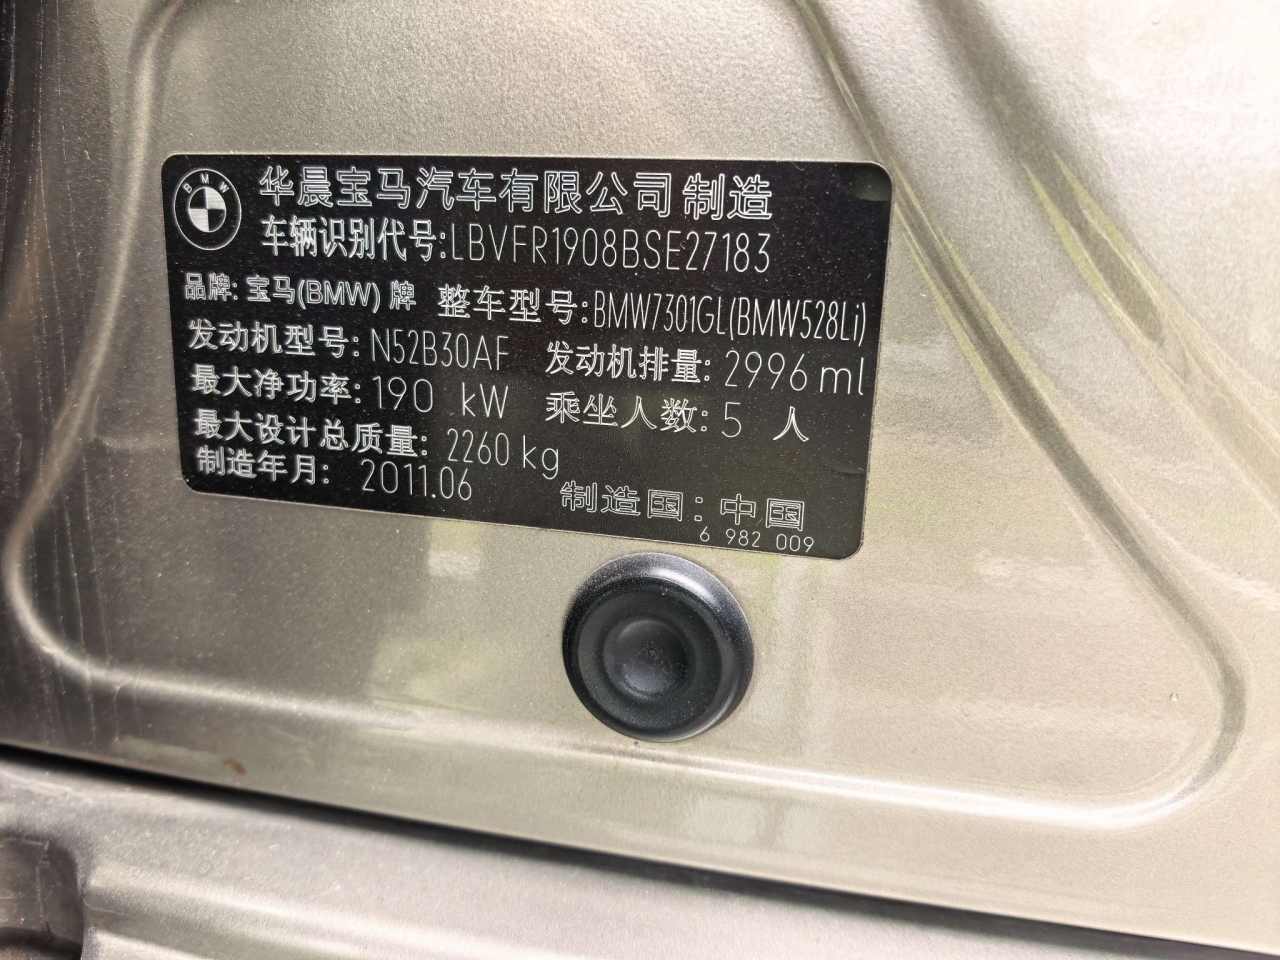 BMW
华晨宝马汽车有限公司 制造
车辆识别代号:LBVFR1908BSE27183
品牌: 宝马(BMW) 牌 整车型号:BMW7301GL(BMW528Li)
发动机型号: N52B30AF 发动机排量: 2996 ml
最大净功率: 190 kW 乘坐人数: 5 人
最大设计总质量: 2260 kg
制造年月: 2011.06 制造国: 中国
6 982 009